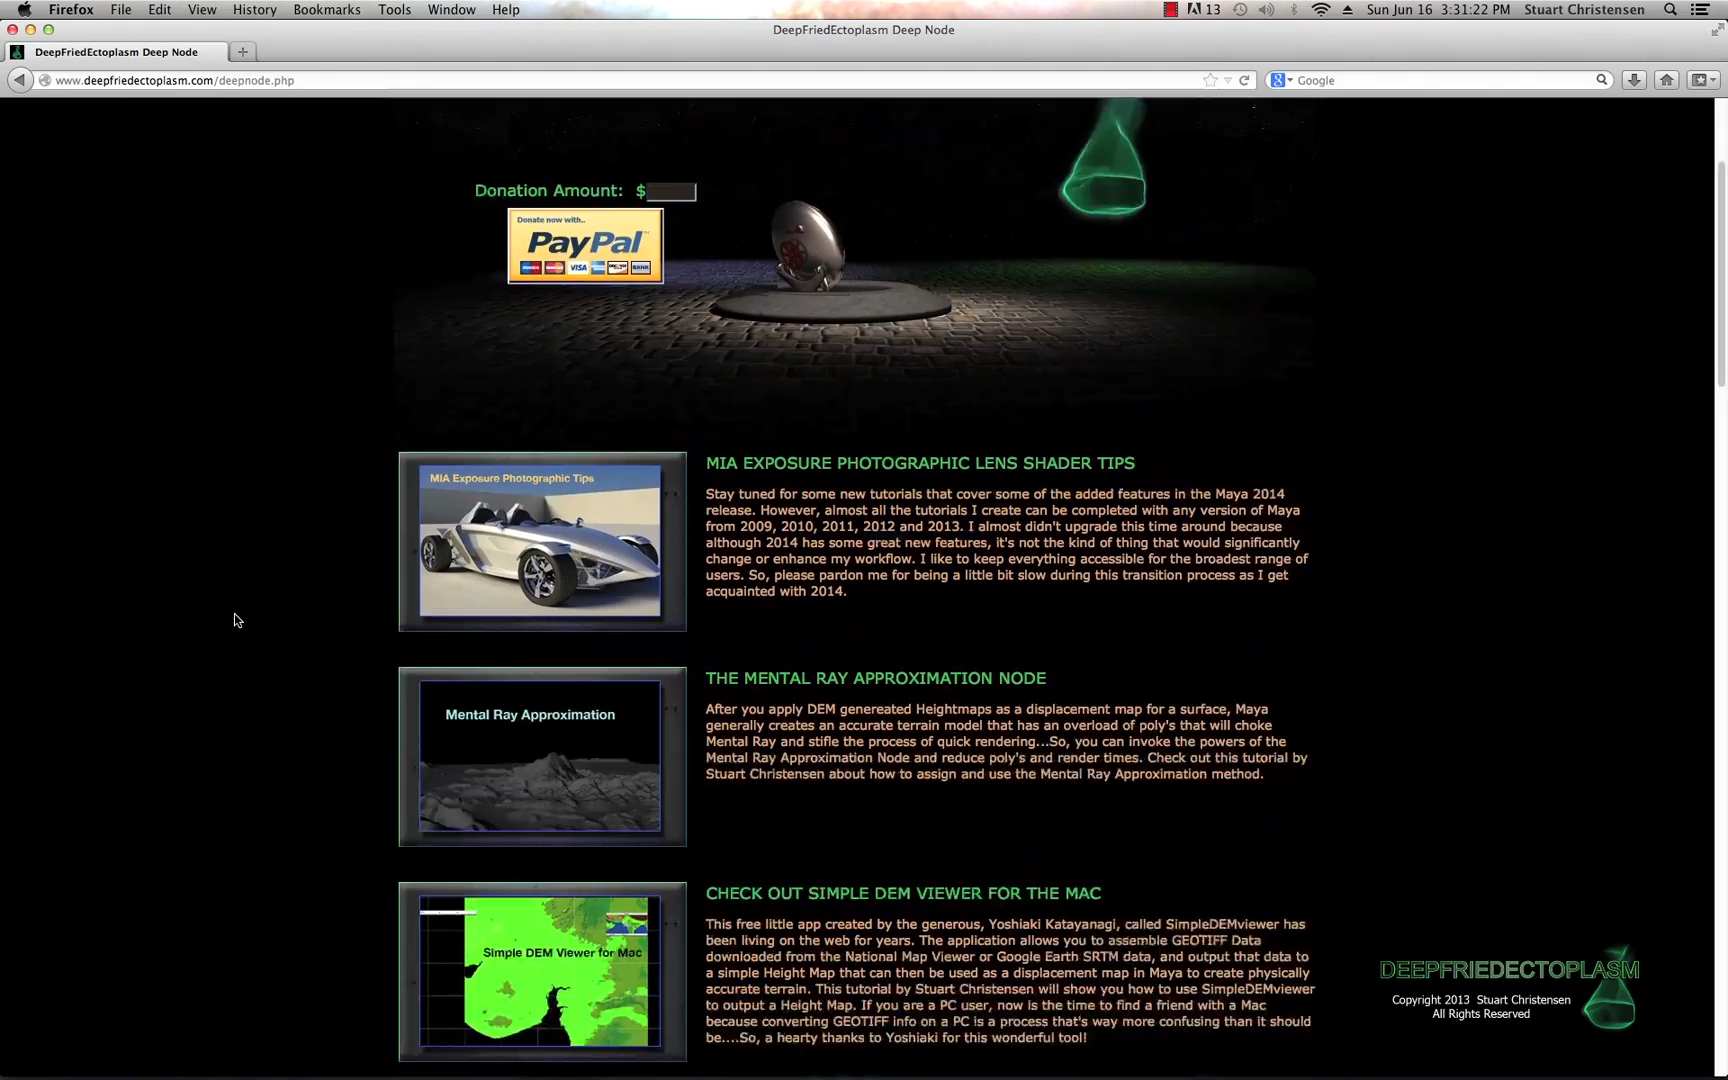 Firefox File Edit View History Bookmarks Tools Window Help
13 Sun Jun 16 3:31:22 PM Stuart Christensen
DeepFriedEctoplasm Deep Node
DeepFriedEctoplasm Deep Node
www.deepfriedectoplasm.com/deepnode.php
Google
Donation Amount: $
Donate now with..
PayPal
VISA BANK
MIA Exposure Photographic Tips
MIA EXPOSURE PHOTOGRAPHIC LENS SHADER TIPS
Stay tuned for some new tutorials that cover some of the added features in the Maya 2014
release. However, almost all the tutorials I create can be completed with any version of Maya
from 2009, 2010, 2011, 2012 and 2013. I almost didn't upgrade this time around because
although 2014 has some great new features, it's not the kind of thing that would significantly
change or enhance my workflow. I like to keep everything accessible for the broadest range of
users. So, please pardon me for being a little bit slow during this transition process as I get
acquainted with 2014.
Mental Ray Approximation
THE MENTAL RAY APPROXIMATION NODE
After you apply DEM genereated Heightmaps as a displacement map for a surface, Maya
generally creates an accurate terrain model that has an overload of poly's that will choke
Mental Ray and stifle the process of quick rendering...So, you can invoke the powers of the
Mental Ray Approximation Node and reduce poly's and render times. Check out this tutorial by
Stuart Christensen about how to assign and use the Mental Ray Approximation method.
Simple DEM Viewer for Mac
CHECK OUT SIMPLE DEM VIEWER FOR THE MAC
This free little app created by the generous, Yoshiaki Katayanagi, called SimpleDEMviewer has
been living on the web for years. The application allows you to assemble GEOTIFF Data
downloaded from the National Map Viewer or Google Earth SRTM data, and output that data to
a simple Height Map that can then be used as a displacement map in Maya to create physically
accurate terrain. This tutorial by Stuart Christensen will show you how to use SimpleDEMviewer
to output a Height Map. If you are a PC user, now is the time to find a friend with a Mac
because converting GEOTIFF info on a PC is a process that's way more confusing than it should
be....So, a hearty thanks to Yoshiaki for this wonderful tool!
DEEPFRIEDECTOPLASM
Copyright 2013 Stuart Christensen
All Rights Reserved